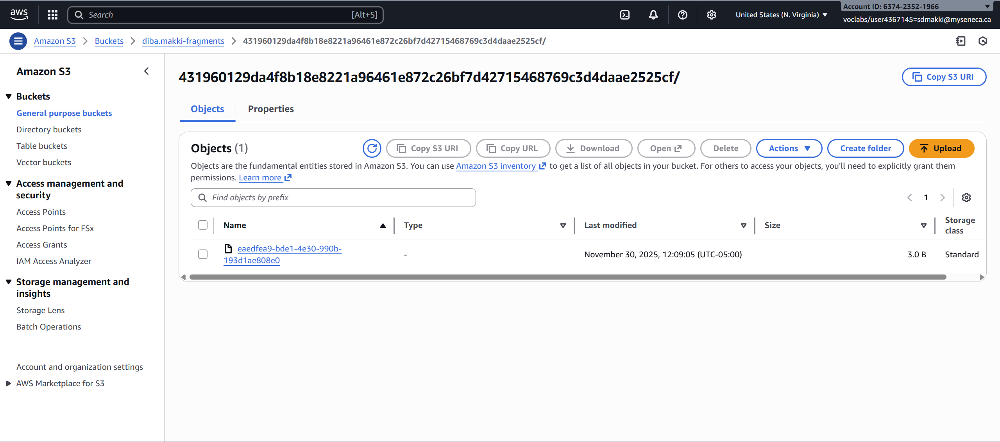 aws
Search
[Alt+S]
United States (N. Virginia)
Account ID: 6374-2352-1966
voclabs/user4367145=sdmakki@myseneca.ca
Amazon S3
Buckets
diba.makki-fragments
431960129da4f8b18e8221a96461e872c26bf7d42715468769c3d4daae2525cf/
Amazon S3
Buckets
General purpose buckets
Directory buckets
Table buckets
Vector buckets
Access management and
security
Access Points
Access Points for FSx
Access Grants
IAM Access Analyzer
Storage management and
insights
Storage Lens
Batch Operations
Account and organization settings
AWS Marketplace for S3
431960129da4f8b18e8221a96461e872c26bf7d42715468769c3d4daae2525cf/
Copy S3 URI
Objects
Properties
Objects (1)
Copy S3 URI
Copy URL
Download
Open
Delete
Actions
Create folder
Upload
Objects are the fundamental entities stored in Amazon S3. You can use Amazon S3 inventory to get a list of all objects in your bucket. For others to access your objects, you'll need to explicitly grant them
permissions. Learn more
Find objects by prefix
1
Name
Type
Last modified
Size
Storage
class
eaedfea9-bde1-4e30-990b-
193d1ae808e0
-
November 30, 2025, 12:09:05 (UTC-05:00)
3.0 B
Standard